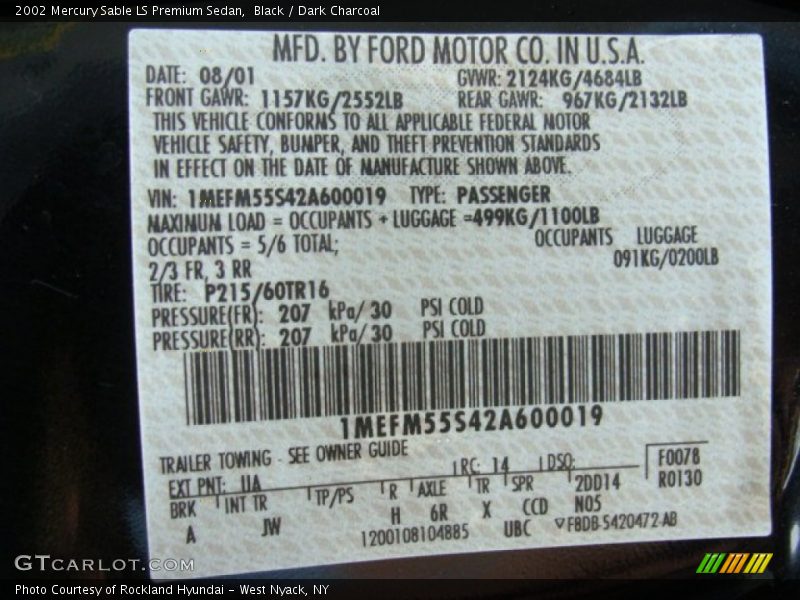 2002 Mercury Sable LS Premium Sedan, Black / Dark Charcoal
MFD. BY FORD MOTOR CO. IN U.S.A.
DATE: 08/01 GVWR: 2124KG/4684LB
FRONT GAWR: 1157KG/2552LB REAR GAWR: 967KG/2132LB
THIS VEHICLE CONFORMS TO ALL APPLICABLE FEDERAL MOTOR
VEHICLE SAFETY, BUMPER, AND THEFT PREVENTION STANDARDS
IN EFFECT ON THE DATE OF MANUFACTURE SHOWN ABOVE.
VIN: 1MEFM55S42A600019 TYPE: PASSENGER
MAXIMUM LOAD = OCCUPANTS + LUGGAGE =499KG/1100LB
OCCUPANTS = 5/6 TOTAL; OCCUPANTS LUGGAGE
2/3 FR, 3 RR 091KG/0200LB
TIRE: P215/60TR16
PRESSURE(FR): 207 kPa/ 30 PSI COLD
PRESSURE(RR): 207 kPa/ 30 PSI COLD
1MEFM55S42A600019
TRAILER TOWING - SEE OWNER GUIDE
EXT PNT: UA RC: 14 DSO: F0078
BRK INT TR TP/PS R AXLE TR SPR 2DD14 R0130
A JW H 6R X CCD N05
1200108104885 UBC ▽F8DB-5420472-AB
GTCARLOT.COM
Photo Courtesy of Rockland Hyundai - West Nyack, NY